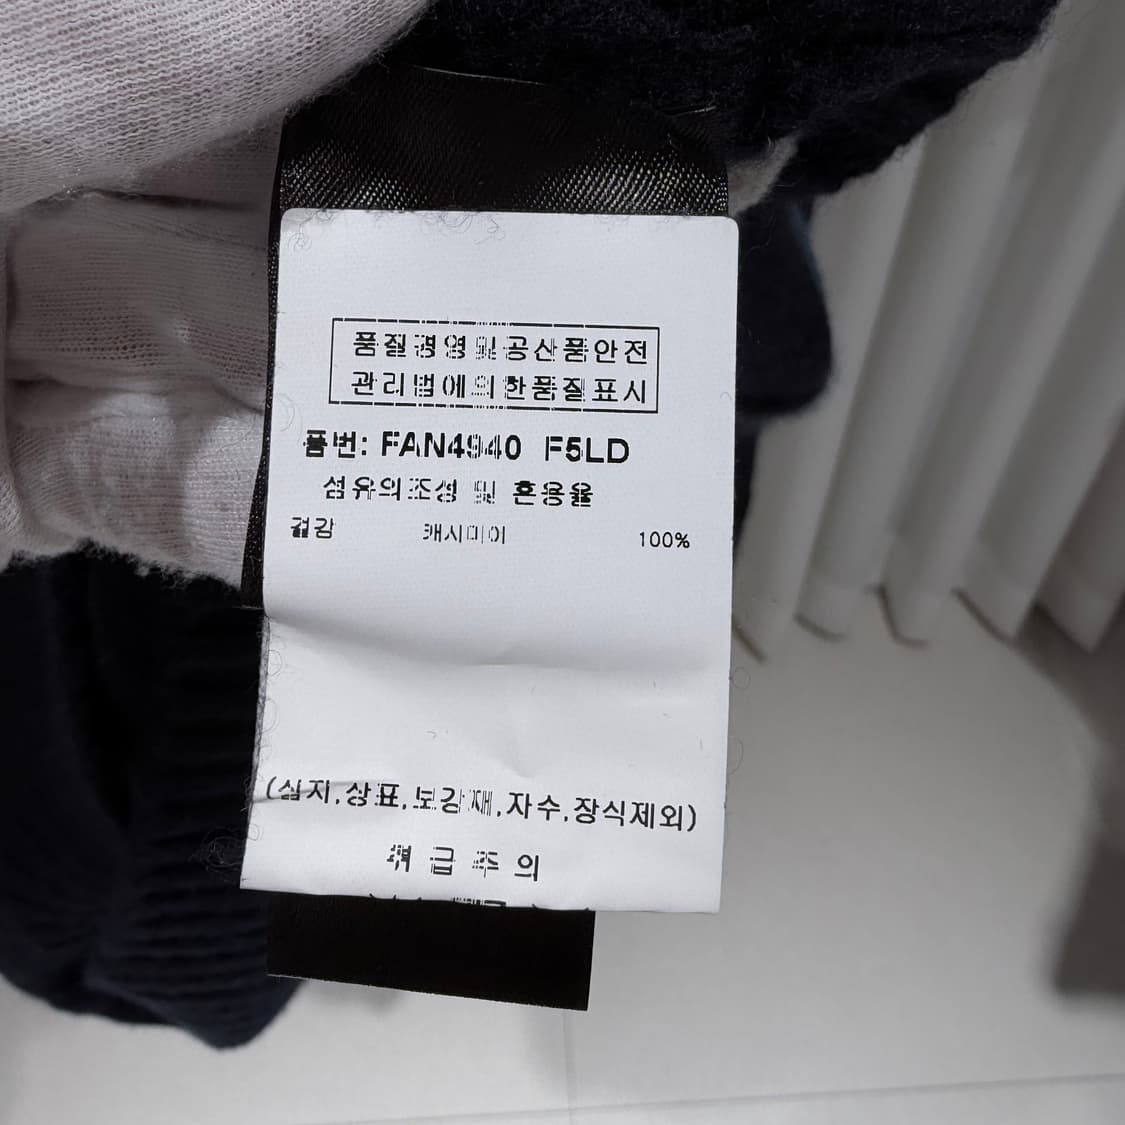 품질경영및공산품안전
관리법에의한품질표시
품번: FAN4940 F5LD
섬유의조성 및 혼용율
겉감 캐시미어 100%
(심지,상표,보강재,자수,장식제외)
취급주의